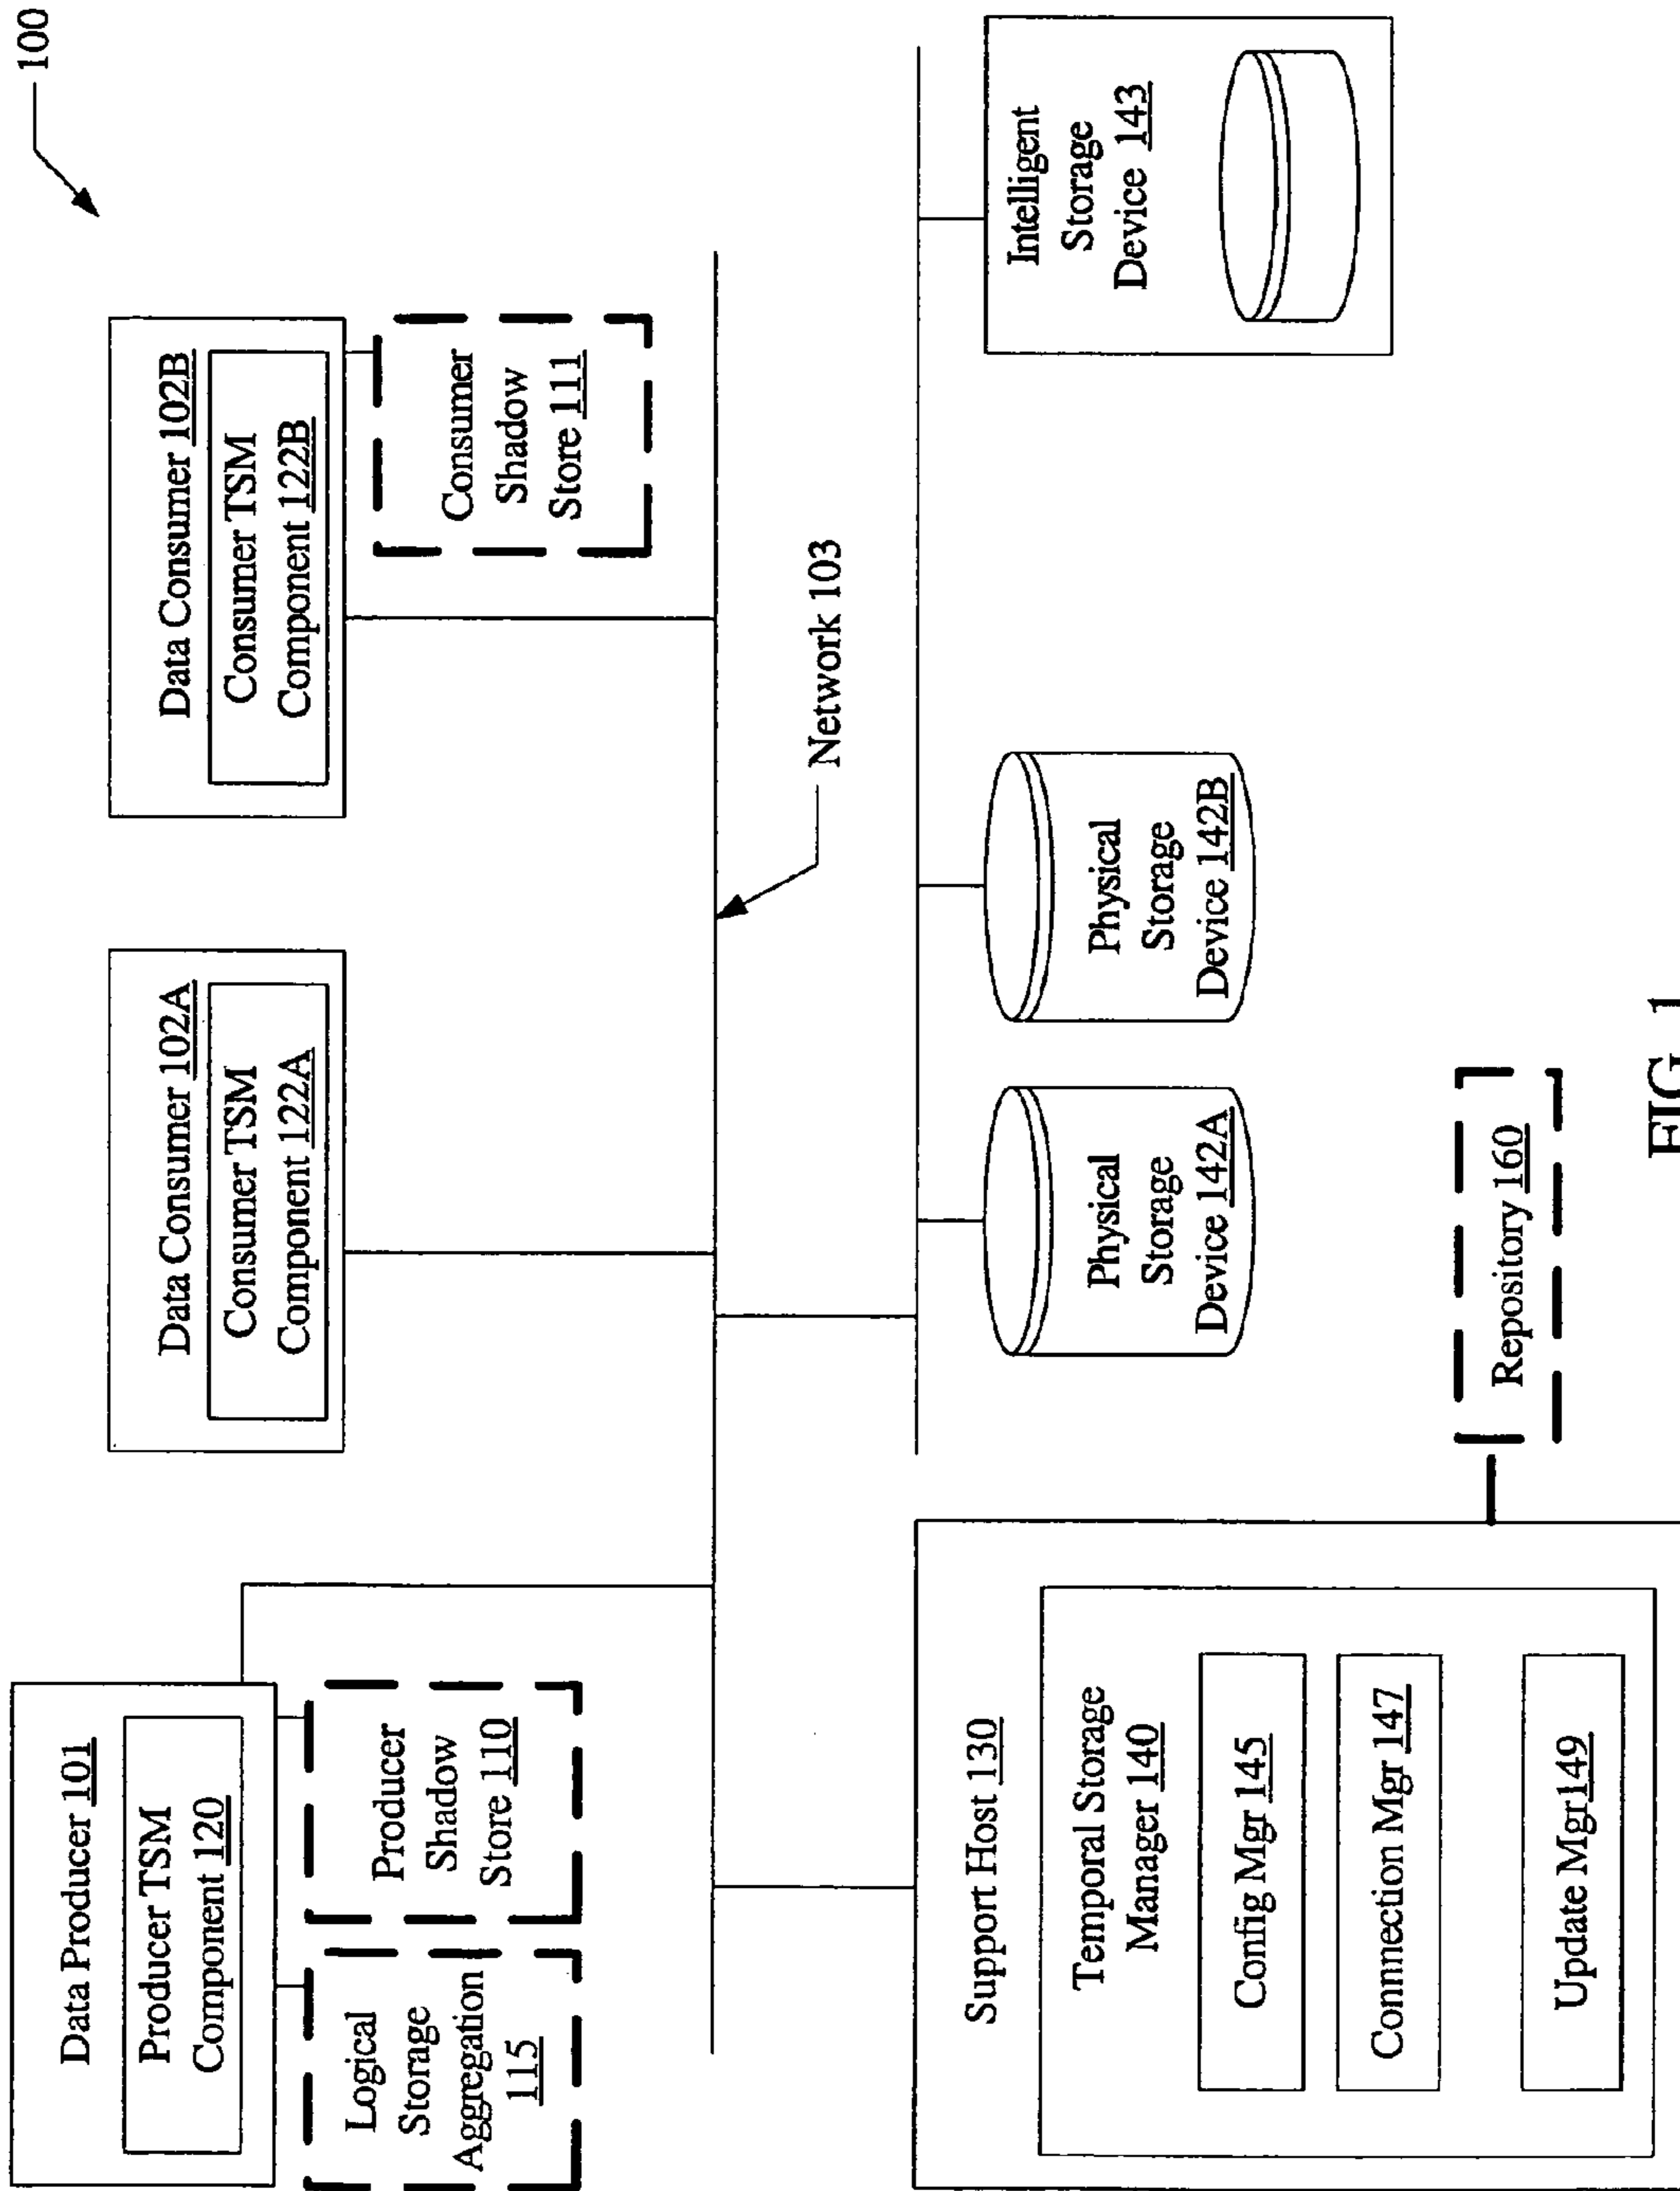 100
Data Producer 101
Producer TSM
Component 120
Logical
Storage
Aggregation
115
Producer
Shadow
Store 110
Data Consumer 102A
Consumer TSM
Component 122A
Data Consumer 102B
Consumer TSM
Component 122B
Consumer
Shadow
Store 111
Network 103
Support Host 130
Temporal Storage
Manager 140
Config Mgr 145
Connection Mgr 147
Update Mgr149
Repository 160
Physical
Storage
Device 142A
Physical
Storage
Device 142B
Intelligent
Storage
Device 143
FIG. 1